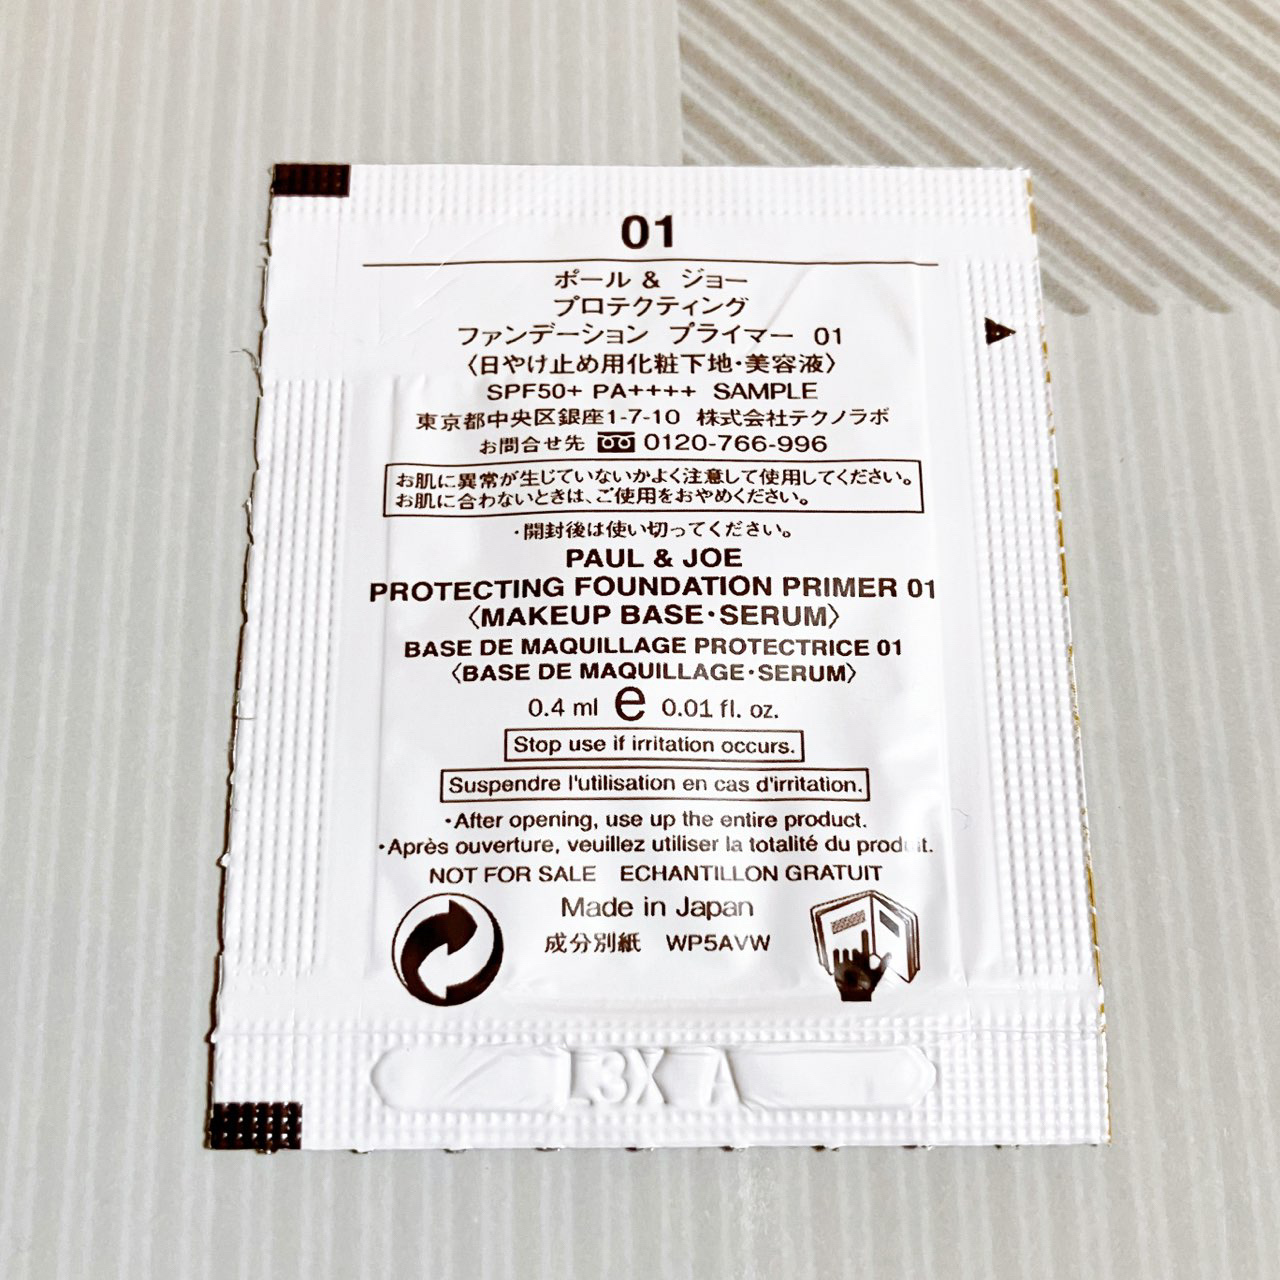 01
ポール & ジョー
プロテクティング
ファンデーション プライマー 01
〈日やけ止め用化粧下地・美容液〉
SPF50+ PA++++ SAMPLE
東京都中央区銀座1-7-10 株式会社テクノラボ
お問合せ先 0120-766-996
お肌に異常が生じていないかよく注意して使用してください。
お肌に合わないときは、ご使用をおやめください。
・開封後は使い切ってください。
PAUL & JOE
PROTECTING FOUNDATION PRIMER 01
〈MAKEUP BASE・SERUM〉
BASE DE MAQUILLAGE PROTECTRICE 01
〈BASE DE MAQUILLAGE・SERUM〉
0.4 ml e 0.01 fl. oz.
Stop use if irritation occurs.
Suspendre l'utilisation en cas d'irritation.
・After opening, use up the entire product.
・Après ouverture, veuillez utiliser la totalité du produit.
NOT FOR SALE ECHANTILLON GRATUIT
Made in Japan
成分別紙 WP5AVW
L3X A